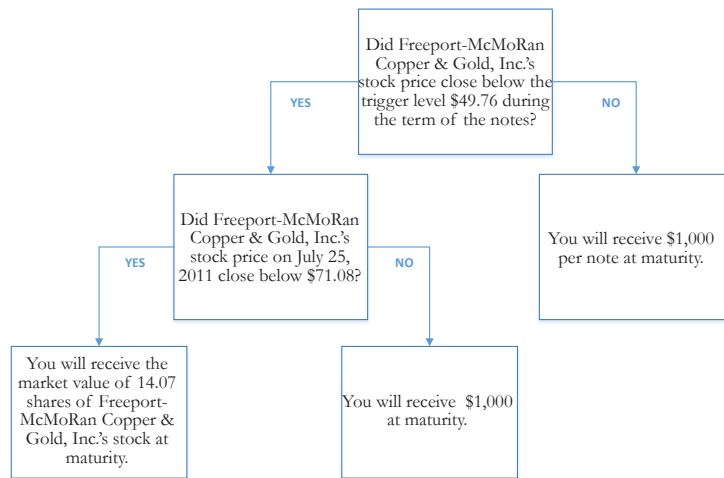 Did Freeport-McMoRan
Copper & Gold, Inc.'s
stock price close below the
trigger level $49.76 during
the term of the notes?
YES
NO
Did Freeport-McMoRan
Copper & Gold, Inc.'s
stock price on July 25,
2011 close below $71.08?
You will receive $1,000
per note at maturity.
YES
NO
You will receive the
market value of 14.07
shares of Freeport-
McMoRan Copper &
Gold, Inc.'s stock at
maturity.
You will receive $1,000
at maturity.